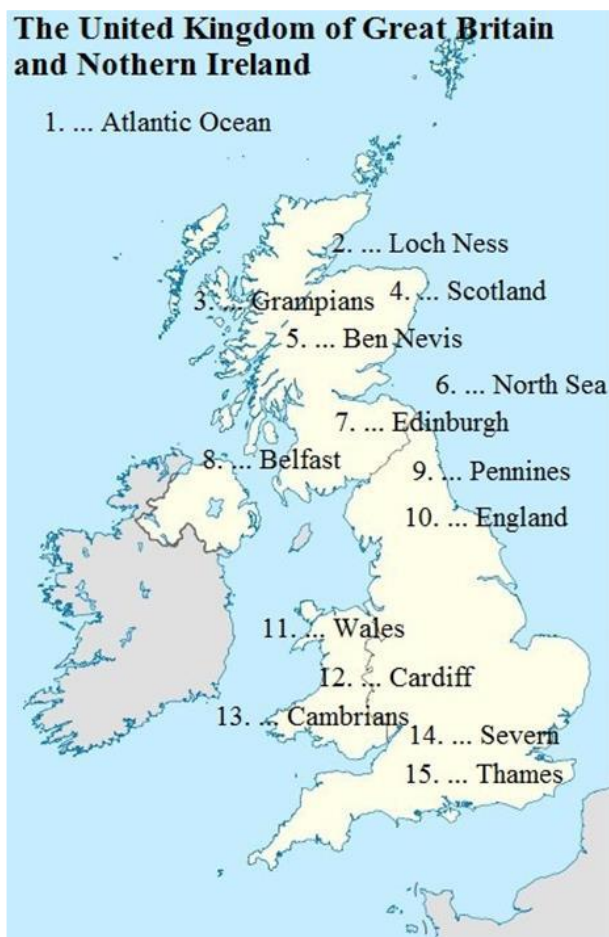 The United Kingdom of Great Britain
and Nothern Ireland
1. ... Atlantic Ocean
2. ... Loch Ness
3. ... Grampians
4. ... Scotland
5. ... Ben Nevis
6. ... North Sea
7. ... Edinburgh
8. ... Belfast
9. ... Pennines
10. ... England
11. ... Wales
12. ... Cardiff
13. ... Cambrians
14. ... Severn
15. ... Thames